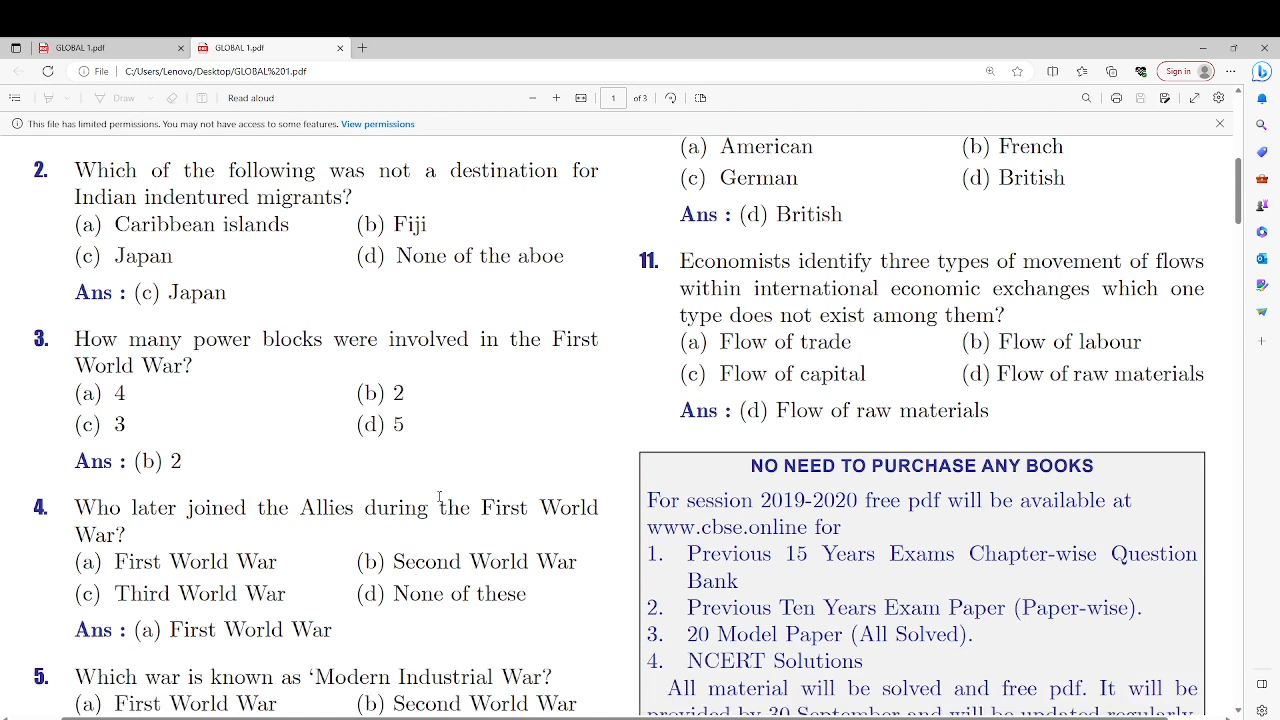 GLOBAL 1.pdf
GLOBAL 1.pdf
File
C:/Users/Lenovo/Desktop/GLOBAL%201.pdf
Sign in
Draw
Read aloud
1
of 3
This file has limited permissions. You may not have access to some features. View permissions
2. Which of the following was not a destination for
Indian indentured migrants?
(a) Caribbean islands (b) Fiji
(c) Japan (d) None of the aboe
Ans : (c) Japan
3. How many power blocks were involved in the First
World War?
(a) 4 (b) 2
(c) 3 (d) 5
Ans : (b) 2
4. Who later joined the Allies during the First World
War?
(a) First World War (b) Second World War
(c) Third World War (d) None of these
Ans : (a) First World War
5. Which war is known as ‘Modern Industrial War?
(a) First World War (b) Second World War
(a) American (b) French
(c) German (d) British
Ans : (d) British
11. Economists identify three types of movement of flows
within international economic exchanges which one
type does not exist among them?
(a) Flow of trade (b) Flow of labour
(c) Flow of capital (d) Flow of raw materials
Ans : (d) Flow of raw materials
NO NEED TO PURCHASE ANY BOOKS
For session 2019-2020 free pdf will be available at
www.cbse.online for
1. Previous 15 Years Exams Chapter-wise Question
Bank
2. Previous Ten Years Exam Paper (Paper-wise).
3. 20 Model Paper (All Solved).
4. NCERT Solutions
All material will be solved and free pdf. It will be
provided by 30 September and will be updated regularly